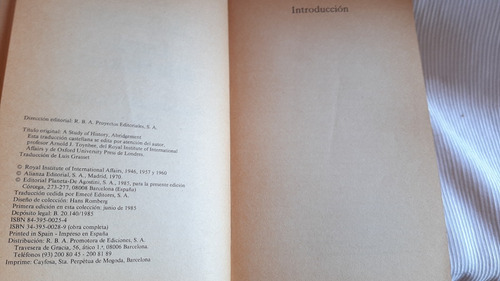 Dirección editorial: R. B. A. Proyectos Editoriales, S. A.
Título original: A Study of History, Abridgement
Esta traducción castellana se edita por atención del autor,
profesor Arnold J. Toynbee, del Royal Institute of International
Affairs y de Oxford University Press de Londres.
Traducción de Luis Grasset
© Royal Institute of International Affairs, 1946, 1957 y 1960
© Alianza Editorial, S. A., Madrid, 1970
© Editorial Planeta-De Agostini, S. A., 1985, para la presente edición
Córcega, 273-277, 08008 Barcelona (España)
Traducción cedida por Emecé Editores, S. A.
Diseño de colección: Hans Romberg
Primera edición en esta colección: junio de 1985
Depósito legal: B. 20.140/1985
ISBN 84-395-0025-4
ISBN 34-395-0028-9 (obra completa)
Printed in Spain - Impreso en España
Distribución: R. B. A. Promotora de Ediciones, S. A.
Travesera de Gracia, 56, ático 1.ª, 08006 Barcelona
Teléfonos (93) 200 80 45 - 200 81 89
Imprime: Cayfosa, Sta. Perpètua de Mogoda, Barcelona
Introducción